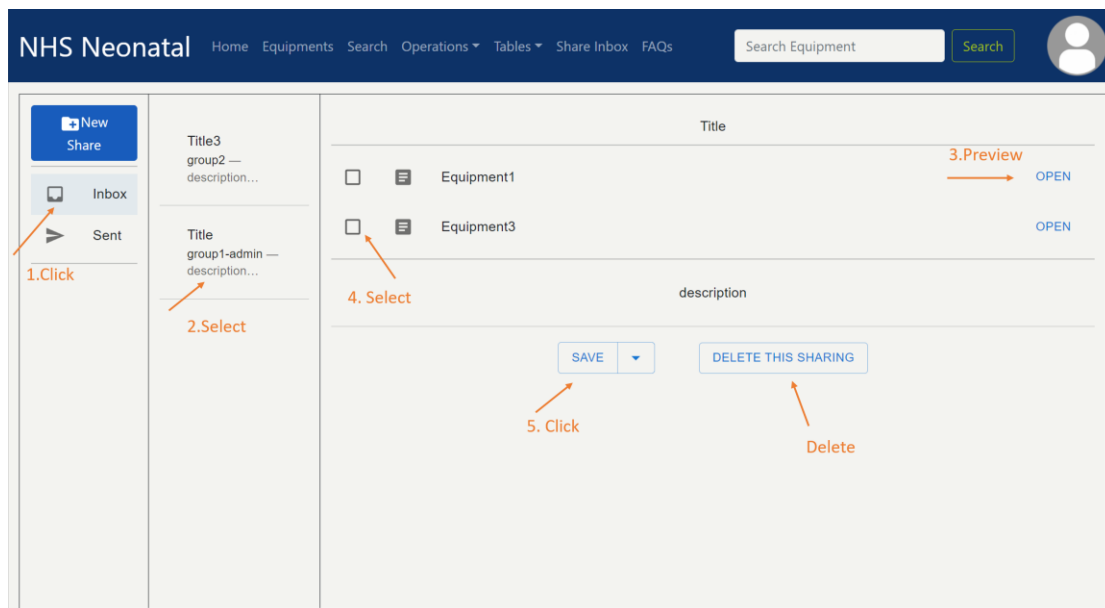 NHS Neonatal Home Equipments Search Operations Tables Share Inbox FAQs Search Equipment Search
New
Share
Inbox
Sent
1.Click
Title3
group2 —
description…
Title
group1-admin —
description…
2.Select
Title
3.Preview
Equipment1 OPEN
Equipment3 OPEN
4. Select
description
SAVE DELETE THIS SHARING
5. Click
Delete